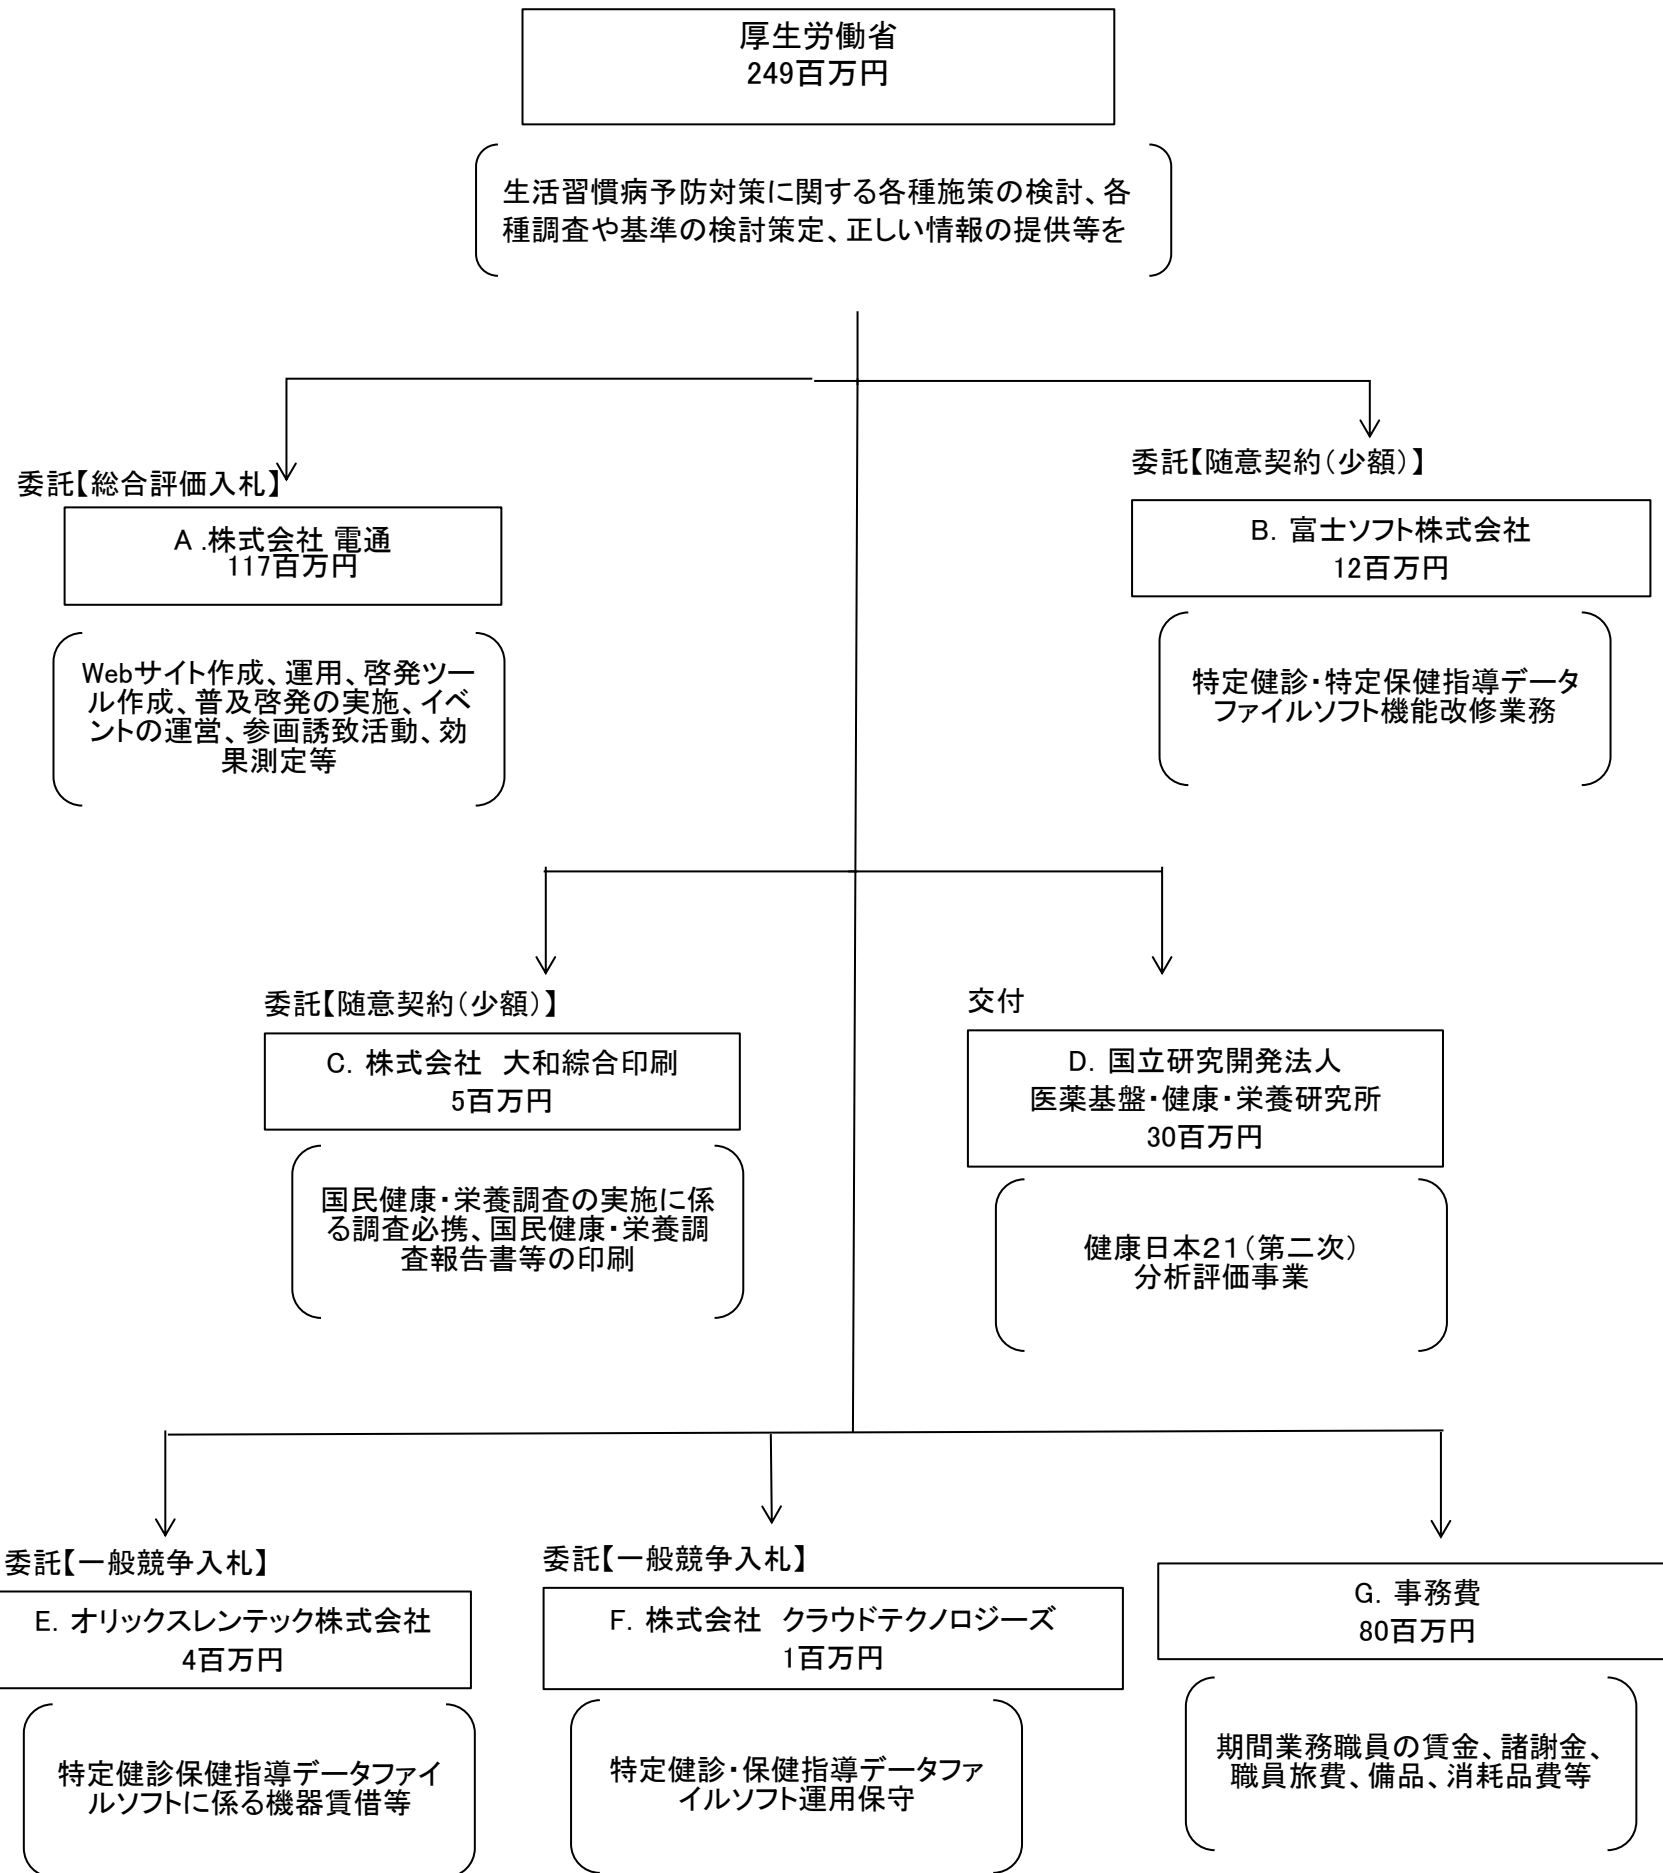 厚生労働省
249百万円
生活習慣病予防対策に関する各種施策の検討、各
種調査や基準の検討策定、正しい情報の提供等を
委託【総合評価入札】
A .株式会社 電通
117百万円
Webサイト作成、運用、啓発ツー
ル作成、普及啓発の実施、イベ
ントの運営、参画誘致活動、効
果測定等
委託【随意契約（少額）】
B. 富士ソフト株式会社
12百万円
特定健診・特定保健指導データ
ファイルソフト機能改修業務
委託【随意契約（少額）】
C. 株式会社　大和綜合印刷
5百万円
国民健康・栄養調査の実施に係
る調査必携、国民健康・栄養調
査報告書等の印刷
交付
D. 国立研究開発法人
医薬基盤・健康・栄養研究所
30百万円
健康日本２１（第二次）
分析評価事業
委託【一般競争入札】
E. オリックスレンテック株式会社
4百万円
特定健診保健指導データファイ
ルソフトに係る機器賃借等
委託【一般競争入札】
F. 株式会社　クラウドテクノロジーズ
1百万円
特定健診・保健指導データファ
イルソフト運用保守
G. 事務費
80百万円
期間業務職員の賃金、諸謝金、
職員旅費、備品、消耗品費等